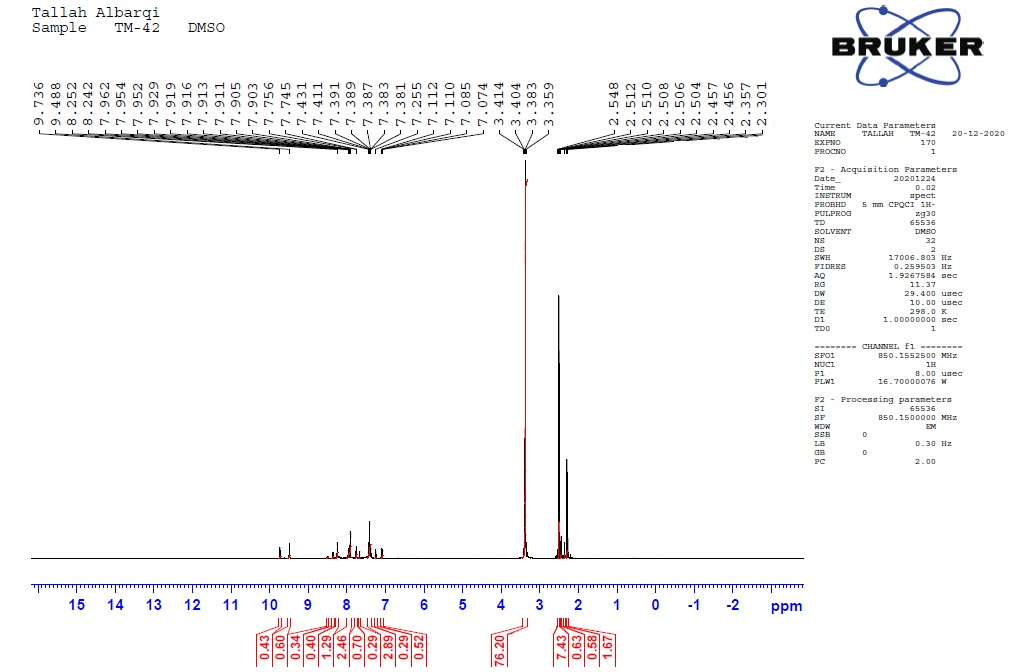 Tallah Albarqi
Sample TM-42 DMSO
BRUKER
9.736
9.488
8.252
8.242
7.962
7.954
7.952
7.929
7.919
7.916
7.913
7.911
7.905
7.903
7.756
7.745
7.431
7.411
7.391
7.389
7.387
7.383
7.381
7.255
7.112
7.110
7.085
7.074
3.414
3.404
3.383
3.359
2.548
2.512
2.510
2.508
2.506
2.504
2.457
2.456
2.357
2.301
Current Data Parameters
NAME TALLAH TM-42 20-12-2020
EXPNO 170
PROCNO 1
F2 - Acquisition Parameters
Date_ 20201224
Time 0.02
INSTRUM spect
PROBHD 5 mm CPQCI 1H-
PULPROG zg30
TD 65536
SOLVENT DMSO
NS 32
DS 2
SWH 17006.803 Hz
FIDRES 0.259503 Hz
AQ 1.9267584 sec
RG 11.37
DW 29.400 usec
DE 10.00 usec
TE 298.0 K
D1 1.00000000 sec
TD0 1
======== CHANNEL f1 ========
SFO1 850.1552500 MHz
NUC1 1H
P1 8.00 usec
PLW1 16.70000076 W
F2 - Processing parameters
SI 65536
SF 850.1500000 MHz
WDW EM
SSB 0
LB 0.30 Hz
GB 0
PC 2.00
15 14 13 12 11 10 9 8 7 6 5 4 3 2 1 0 -1 -2 ppm
0.43
0.60
0.34
0.40
1.29
2.46
0.70
0.29
2.89
0.29
0.52
76.20
7.43
0.63
0.58
1.67